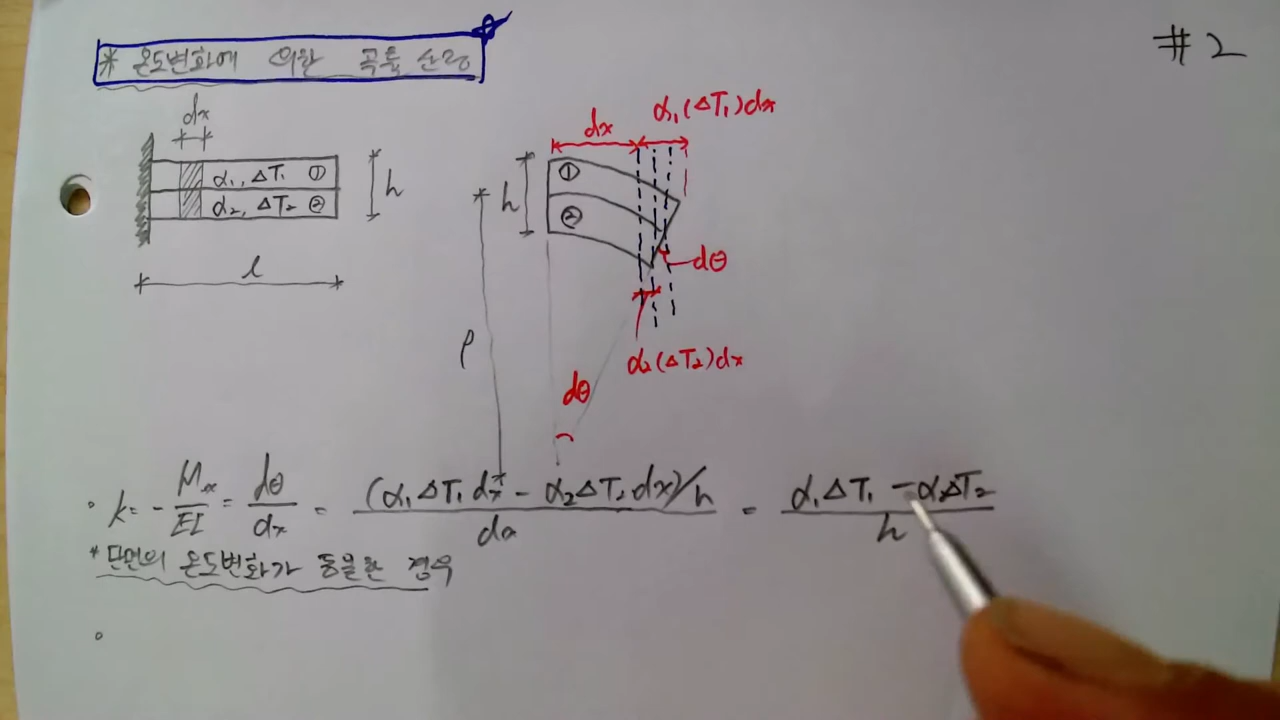 * 온도변화에 의한 곡률 산정
#2
dx
α₁, ΔT₁ ①
α₂, ΔT₂ ②
h
l
dx
α₁(ΔT₁)dx
h
①
②
dθ
ρ
α₂(ΔT₂)dx
dθ
k = - Mx/EI = dθ/dx = (α₁ΔT₁dx - α₂ΔT₂dx)/h / dx = α₁ΔT₁ - α₂ΔT₂ / h
* 단면의 온도변화가 동일한 경우